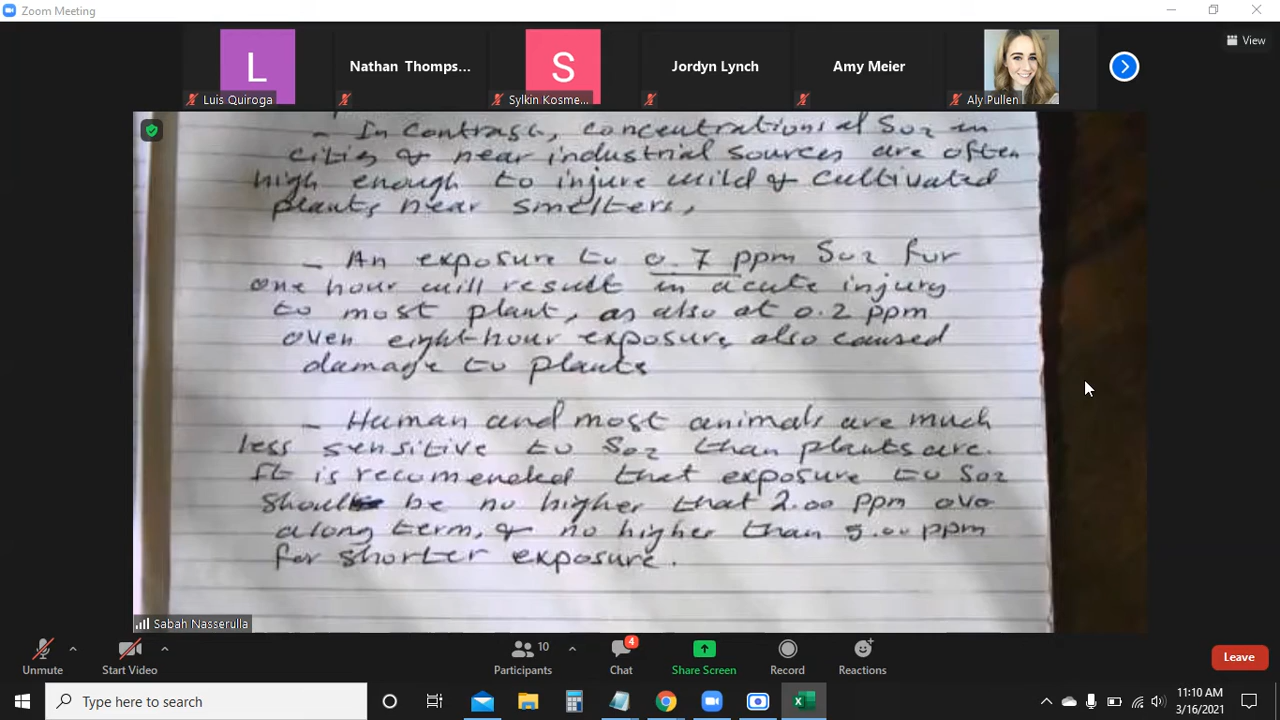 Zoom Meeting
View
L
Luis Quiroga
Nathan Thomps...
S
Sylkin Kosme...
Jordyn Lynch
Amy Meier
Aly Pullen
- In contrast, concentrations of SO2 in
cities & near industrial sources are often
high enough to injure wild & cultivated
plants near smelters,
- An exposure to 0.7 ppm SO2 for
one hour will result in acute injury
to most plant, as also at 0.2 ppm
over eight-hour exposure also caused
damage to plants
- Human and most animals are much
less sensitive to SO2 than plants are.
It is recomended that exposure to SO2
should be no higher that 2.00 ppm ove
along term, & no higher than 5.00 ppm
for shorter exposure.
Sabah Nasserulla
Unmute
Start Video
Participants
10
Chat
4
Share Screen
Record
Reactions
Leave
Type here to search
11:10 AM
3/16/2021